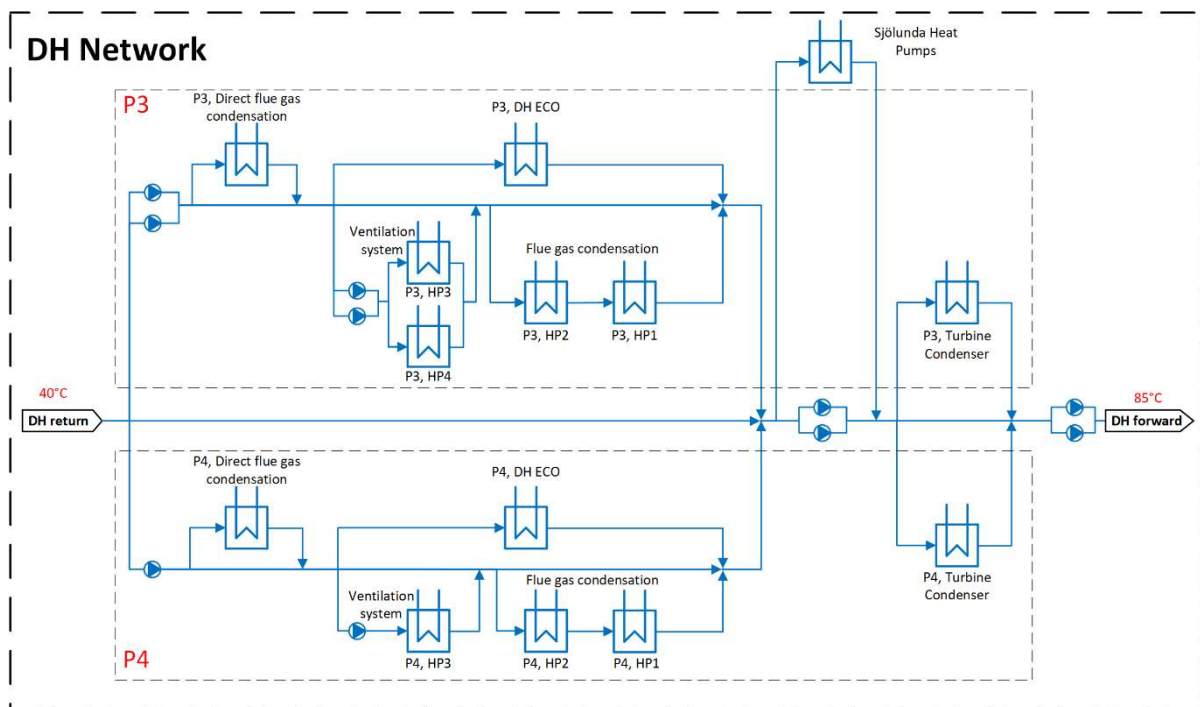 DH Network
Sjölunda Heat
Pumps
P3
P3, Direct flue gas
condensation
P3, DH ECO
Ventilation
system
Flue gas condensation
P3, HP3
P3, HP2
P3, HP1
P3, HP4
P3, Turbine
Condenser
40°C
DH return
85°C
DH forward
P4, Direct flue gas
condensation
P4, DH ECO
Ventilation
system
Flue gas condensation
P4, HP3
P4, HP2
P4, HP1
P4, Turbine
Condenser
P4